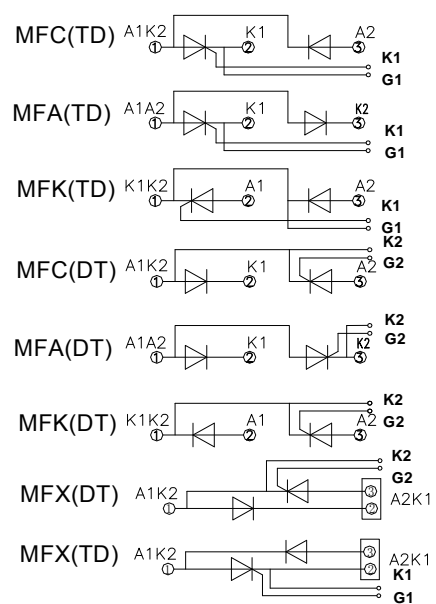 MFC(TD) A1K2 K1 A2
1 2 3
K1
G1
MFA(TD) A1A2 K1 K2
1 2 3
K1
G1
MFK(TD) K1K2 A1 A2
1 2 3
K1
G1
K2
MFC(DT) A1K2 K1 G2
A2
1 2 3
K2
MFA(DT) A1A2 K1 G2
K2
1 2 3
K2
MFK(DT) K1K2 A1 G2
A2
1 2 3
K2
G2
MFX(DT) A1K2 3 A2K1
1 2
MFX(TD) A1K2 3 A2K1
1 2
K1
G1